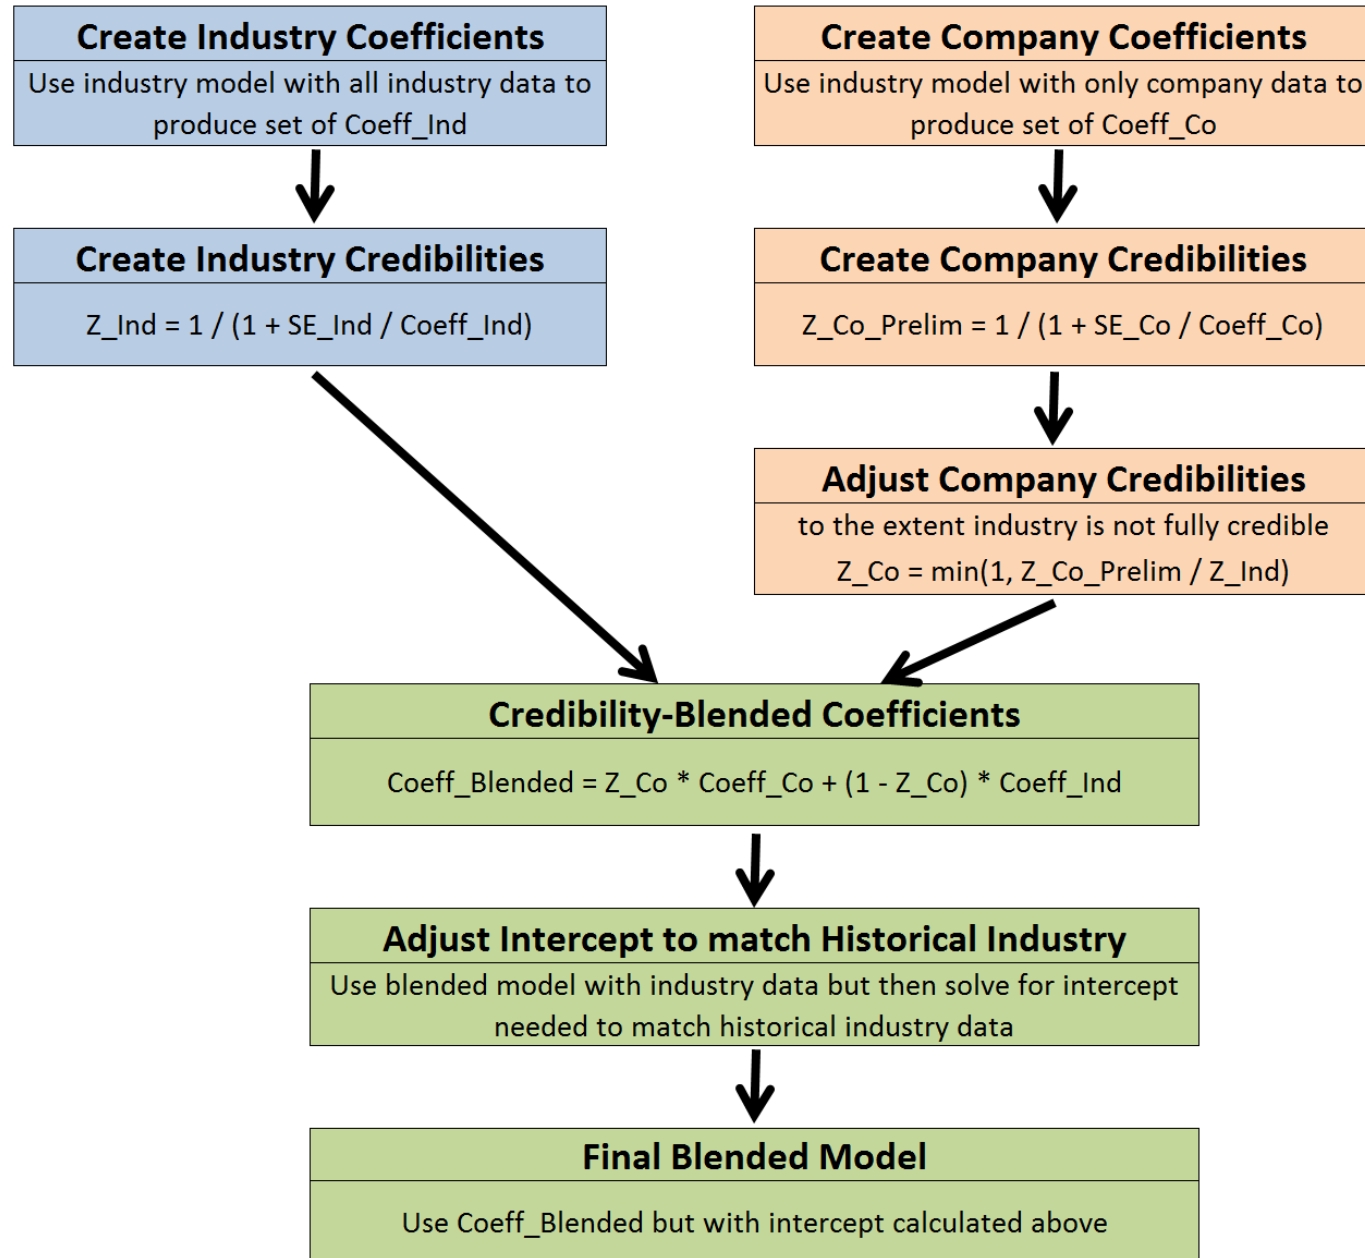 Create Industry Coefficients
Use industry model with all industry data to
produce set of Coeff_Ind
Create Company Coefficients
Use industry model with only company data to
produce set of Coeff_Co
Create Industry Credibilities
Z_Ind = 1 / (1 + SE_Ind / Coeff_Ind)
Create Company Credibilities
Z_Co_Prelim = 1 / (1 + SE_Co / Coeff_Co)
Adjust Company Credibilities
to the extent industry is not fully credible
Z_Co = min(1, Z_Co_Prelim / Z_Ind)
Credibility-Blended Coefficients
Coeff_Blended = Z_Co * Coeff_Co + (1 - Z_Co) * Coeff_Ind
Adjust Intercept to match Historical Industry
Use blended model with industry data but then solve for intercept
needed to match historical industry data
Final Blended Model
Use Coeff_Blended but with intercept calculated above